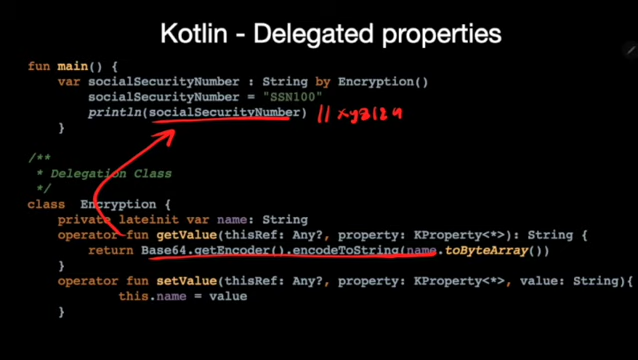 Kotlin - Delegated properties
fun main() {
var socialSecurityNumber : String by Encryption()
socialSecurityNumber = "SSN100"
println(socialSecurityNumber) // xyz124
}
/**
* Delegation Class
*/
class Encryption {
private lateinit var name: String
operator fun getValue(thisRef: Any?, property: KProperty<*>): String {
return Base64.getEncoder().encodeToString(name.toByteArray())
}
operator fun setValue(thisRef: Any?, property: KProperty<*>, value: String){
this.name = value
}